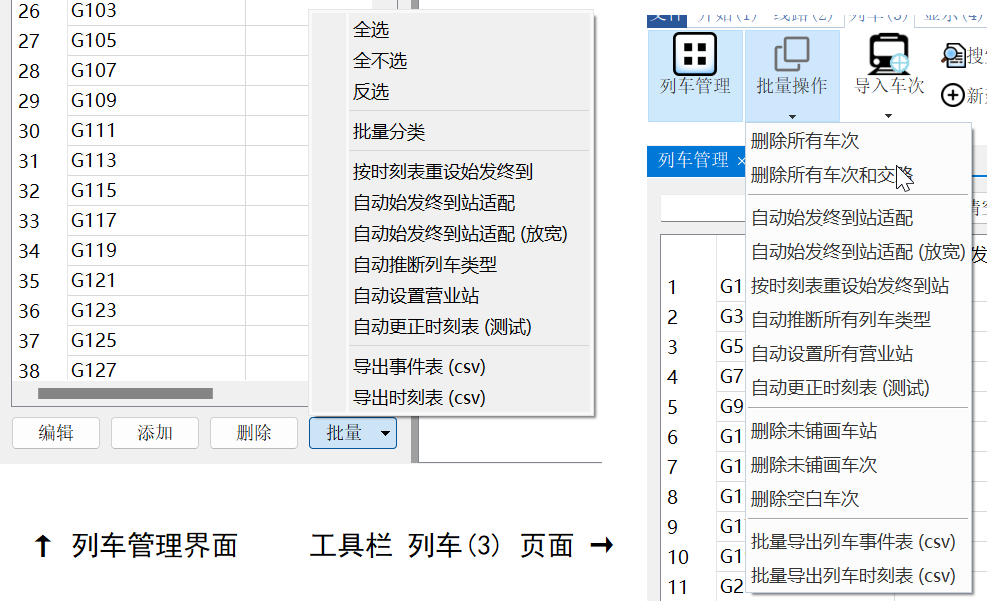 26 G103
27 G105
28 G107
29 G109
30 G111
31 G113
32 G115
33 G117
34 G119
35 G121
36 G123
37 G125
38 G127
编辑 添加 删除 批量
全选
全不选
反选
批量分类
按时刻表重设始发终到
自动始发终到站适配
自动始发终到站适配 (放宽)
自动推断列车类型
自动设置营业站
自动更正时刻表 (测试)
导出事件表 (csv)
导出时刻表 (csv)
↑ 列车管理界面
工具栏 列车(3) 页面 →
文件 开始(1) 线路(2) 列车(3) 显示(4)
列车管理 批量操作 导入车次
搜
新
列车管理 ×
删除所有车次
删除所有车次和交
自动始发终到站适配
自动始发终到站适配 (放宽)
按时刻表重设始发终到站
自动推断所有列车类型
自动设置所有营业站
自动更正时刻表 (测试)
删除未铺画车站
删除未铺画车次
删除空白车次
批量导出列车事件表 (csv)
批量导出列车时刻表 (csv)
发
1 G1
2 G3
3 G5
4 G7
5 G9
6 G1
7 G1
8 G1
9 G1
10 G1
11 G2